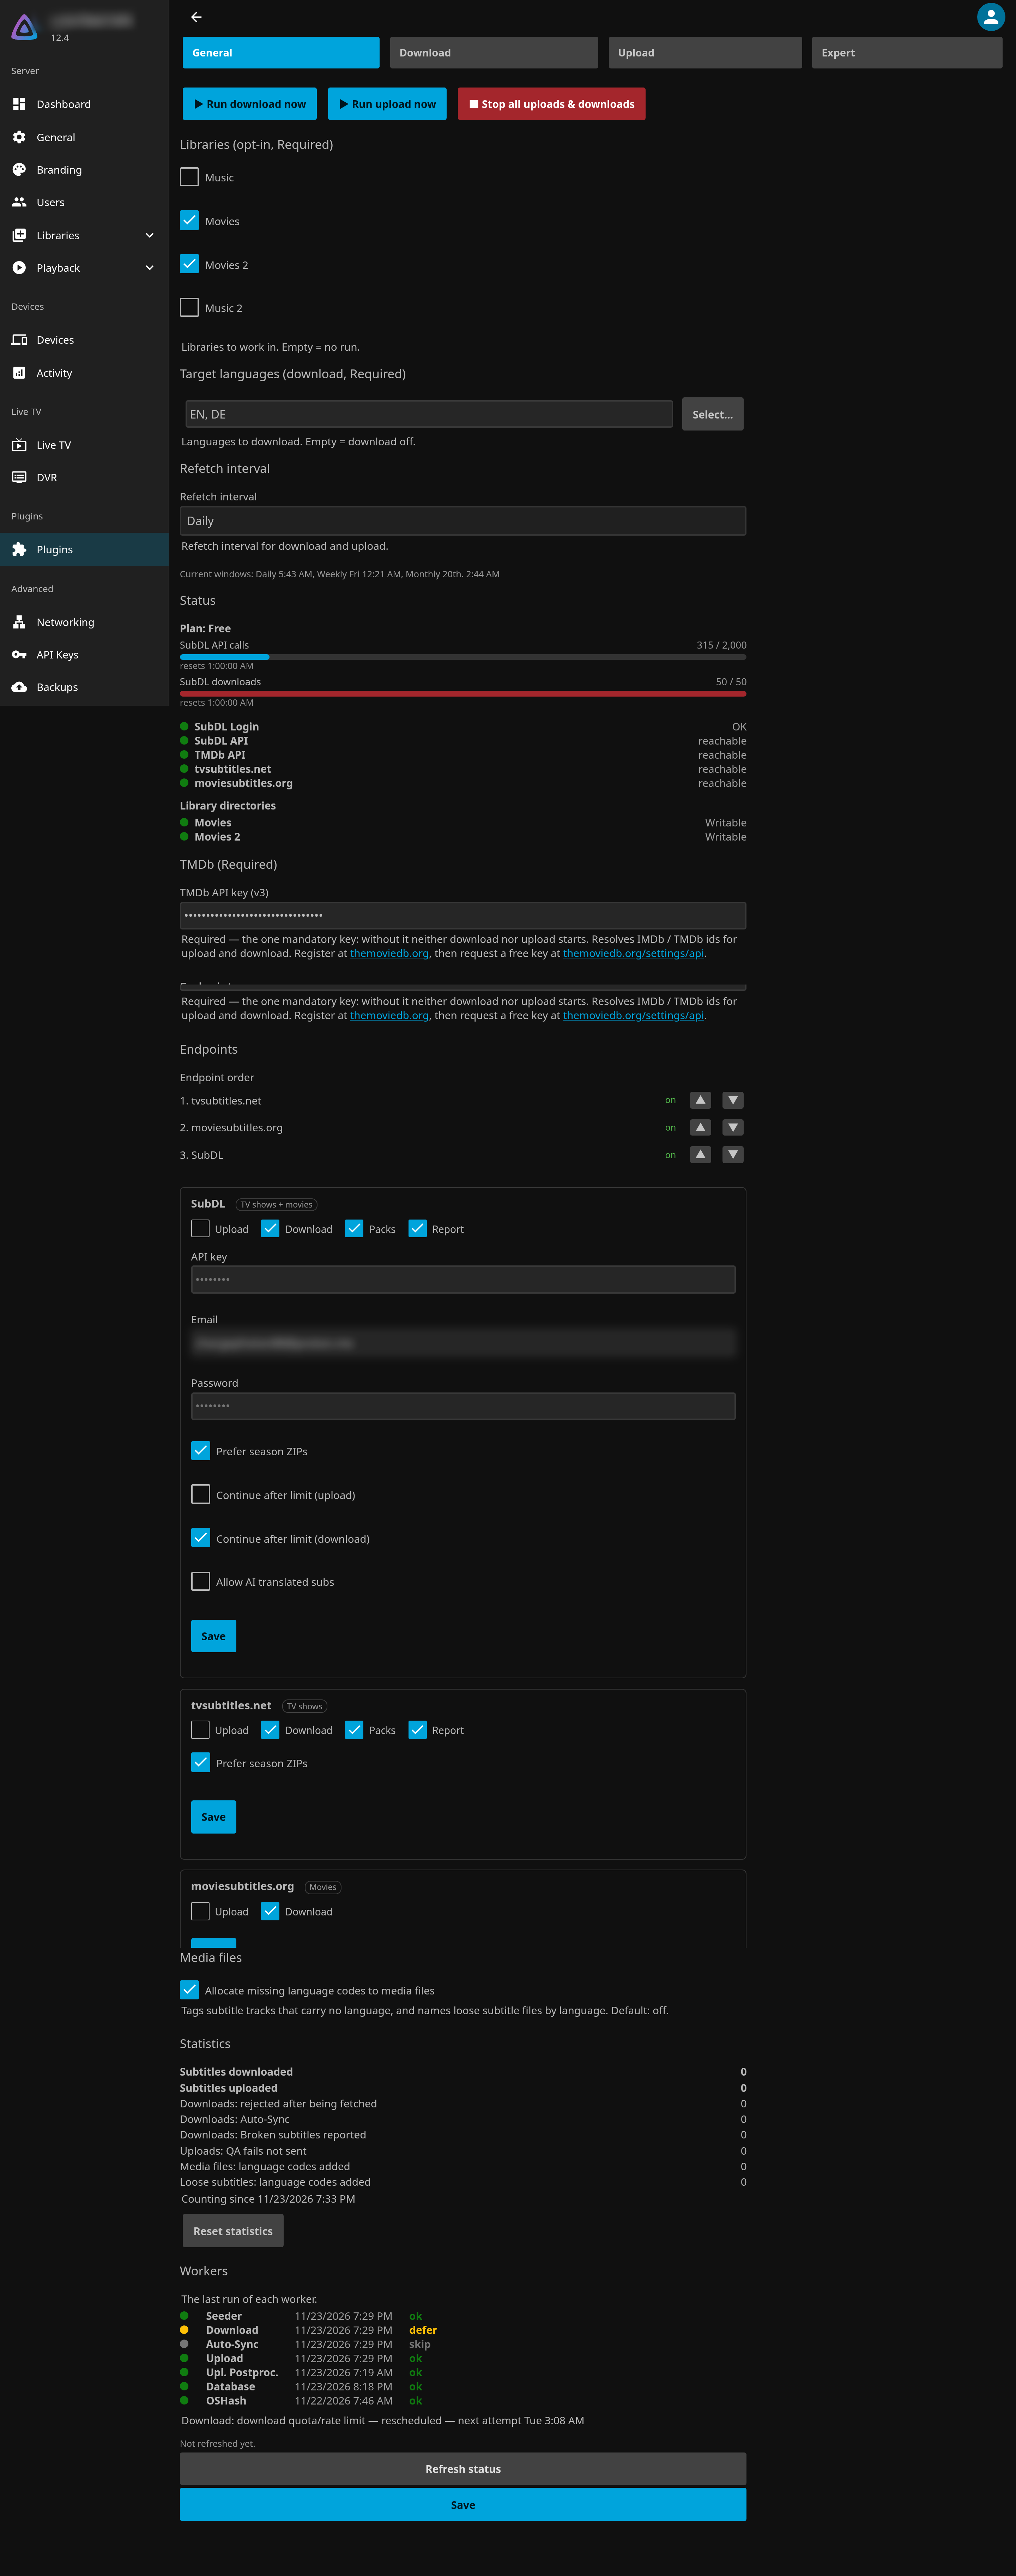 12.4
General
Download
Upload
Expert
Server
Dashboard
General
Branding
Users
Libraries
Playback
Devices
Devices
Activity
Live TV
Live TV
DVR
Plugins
Plugins
Advanced
Networking
API Keys
Backups
▶ Run download now
▶ Run upload now
■ Stop all uploads & downloads
Libraries (opt-in, Required)
Music
Movies
Movies 2
Music 2
Libraries to work in. Empty = no run.
Target languages (download, Required)
EN, DE
Select...
Languages to download. Empty = download off.
Refetch interval
Refetch interval
Daily
Refetch interval for download and upload.
Current windows: Daily 5:43 AM, Weekly Fri 12:21 AM, Monthly 20th. 2:44 AM
Status
Plan: Free
SubDL API calls 315 / 2,000
resets 1:00:00 AM
SubDL downloads 50 / 50
resets 1:00:00 AM
SubDL Login OK
SubDL API reachable
TMDb API reachable
tvsubtitles.net reachable
moviesubtitles.org reachable
Library directories
Movies Writable
Movies 2 Writable
TMDb (Required)
TMDb API key (v3)
Required — the one mandatory key: without it neither download nor upload starts. Resolves IMDb / TMDb ids for
upload and download. Register at themoviedb.org, then request a free key at themoviedb.org/settings/api.
Required — the one mandatory key: without it neither download nor upload starts. Resolves IMDb / TMDb ids for
upload and download. Register at themoviedb.org, then request a free key at themoviedb.org/settings/api.
Endpoints
Endpoint order
1. tvsubtitles.net on ▲ ▼
2. moviesubtitles.org on ▲ ▼
3. SubDL on ▲ ▼
SubDL TV shows + movies
Upload Download Packs Report
API key
Email
Password
Prefer season ZIPs
Continue after limit (upload)
Continue after limit (download)
Allow AI translated subs
Save
tvsubtitles.net TV shows
Upload Download Packs Report
Prefer season ZIPs
Save
moviesubtitles.org Movies
Upload Download
Media files
Allocate missing language codes to media files
Tags subtitle tracks that carry no language, and names loose subtitle files by language. Default: off.
Statistics
Subtitles downloaded 0
Subtitles uploaded 0
Downloads: rejected after being fetched 0
Downloads: Auto-Sync 0
Downloads: Broken subtitles reported 0
Uploads: QA fails not sent 0
Media files: language codes added 0
Loose subtitles: language codes added 0
Counting since 11/23/2026 7:33 PM
Reset statistics
Workers
The last run of each worker.
Seeder 11/23/2026 7:29 PM ok
Download 11/23/2026 7:29 PM defer
Auto-Sync 11/23/2026 7:29 PM skip
Upload 11/23/2026 7:29 PM ok
Upl. Postproc. 11/23/2026 7:19 AM ok
Database 11/23/2026 8:18 PM ok
OSHash 11/22/2026 7:46 AM ok
Download: download quota/rate limit — rescheduled — next attempt Tue 3:08 AM
Not refreshed yet.
Refresh status
Save